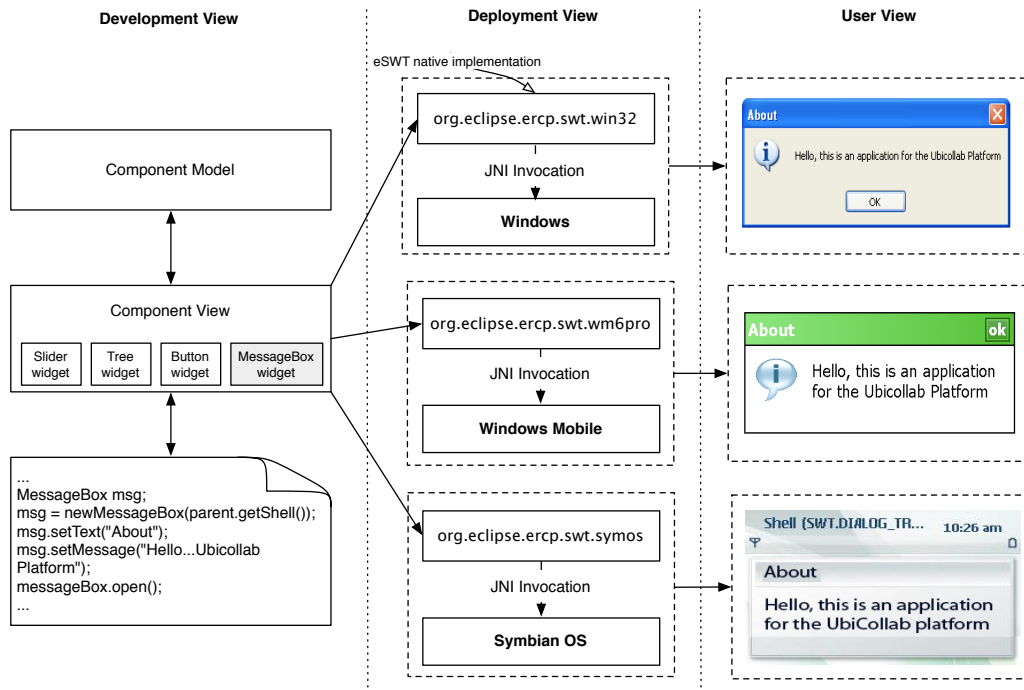 Development View
Component Model
Component View
Slider
widget
Tree
widget
Button
widget
MessageBox
widget
...
MessageBox msg;
msg = newMessageBox(parent.getShell());
msg.setText("About");
msg.setMessage("Hello...Ubicollab
Platform");
messageBox.open();
...
Deployment View
eSWT native implementation
org.eclipse.ercp.swt.win32
JNI Invocation
Windows
org.eclipse.ercp.swt.wm6pro
JNI Invocation
Windows Mobile
org.eclipse.ercp.swt.symos
JNI Invocation
Symbian OS
User View
About
Hello, this is an application for the Ubicollab Platform
OK
About
ok
Hello, this is an application
for the Ubicollab Platform
Shell (SWT.DIALOG_TR...
10:26 am
About
Hello, this is an application
for the UbiCollab platform